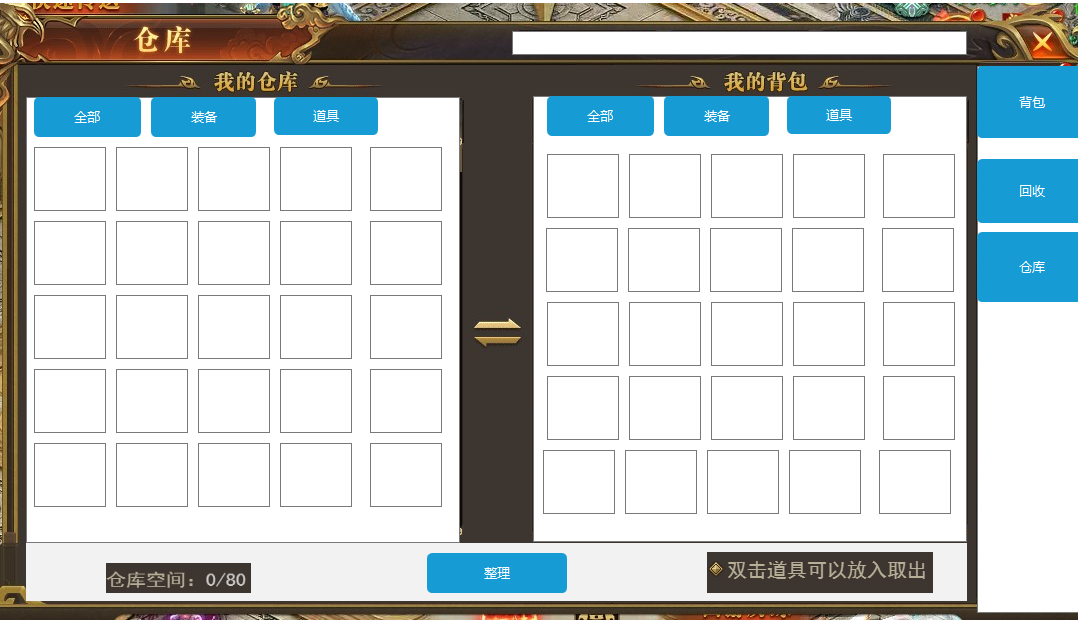 仓库
我的仓库
我的背包
全部 装备 道具
全部 装备 道具
背包
回收
仓库
仓库空间：0/80
整理
双击道具可以放入取出